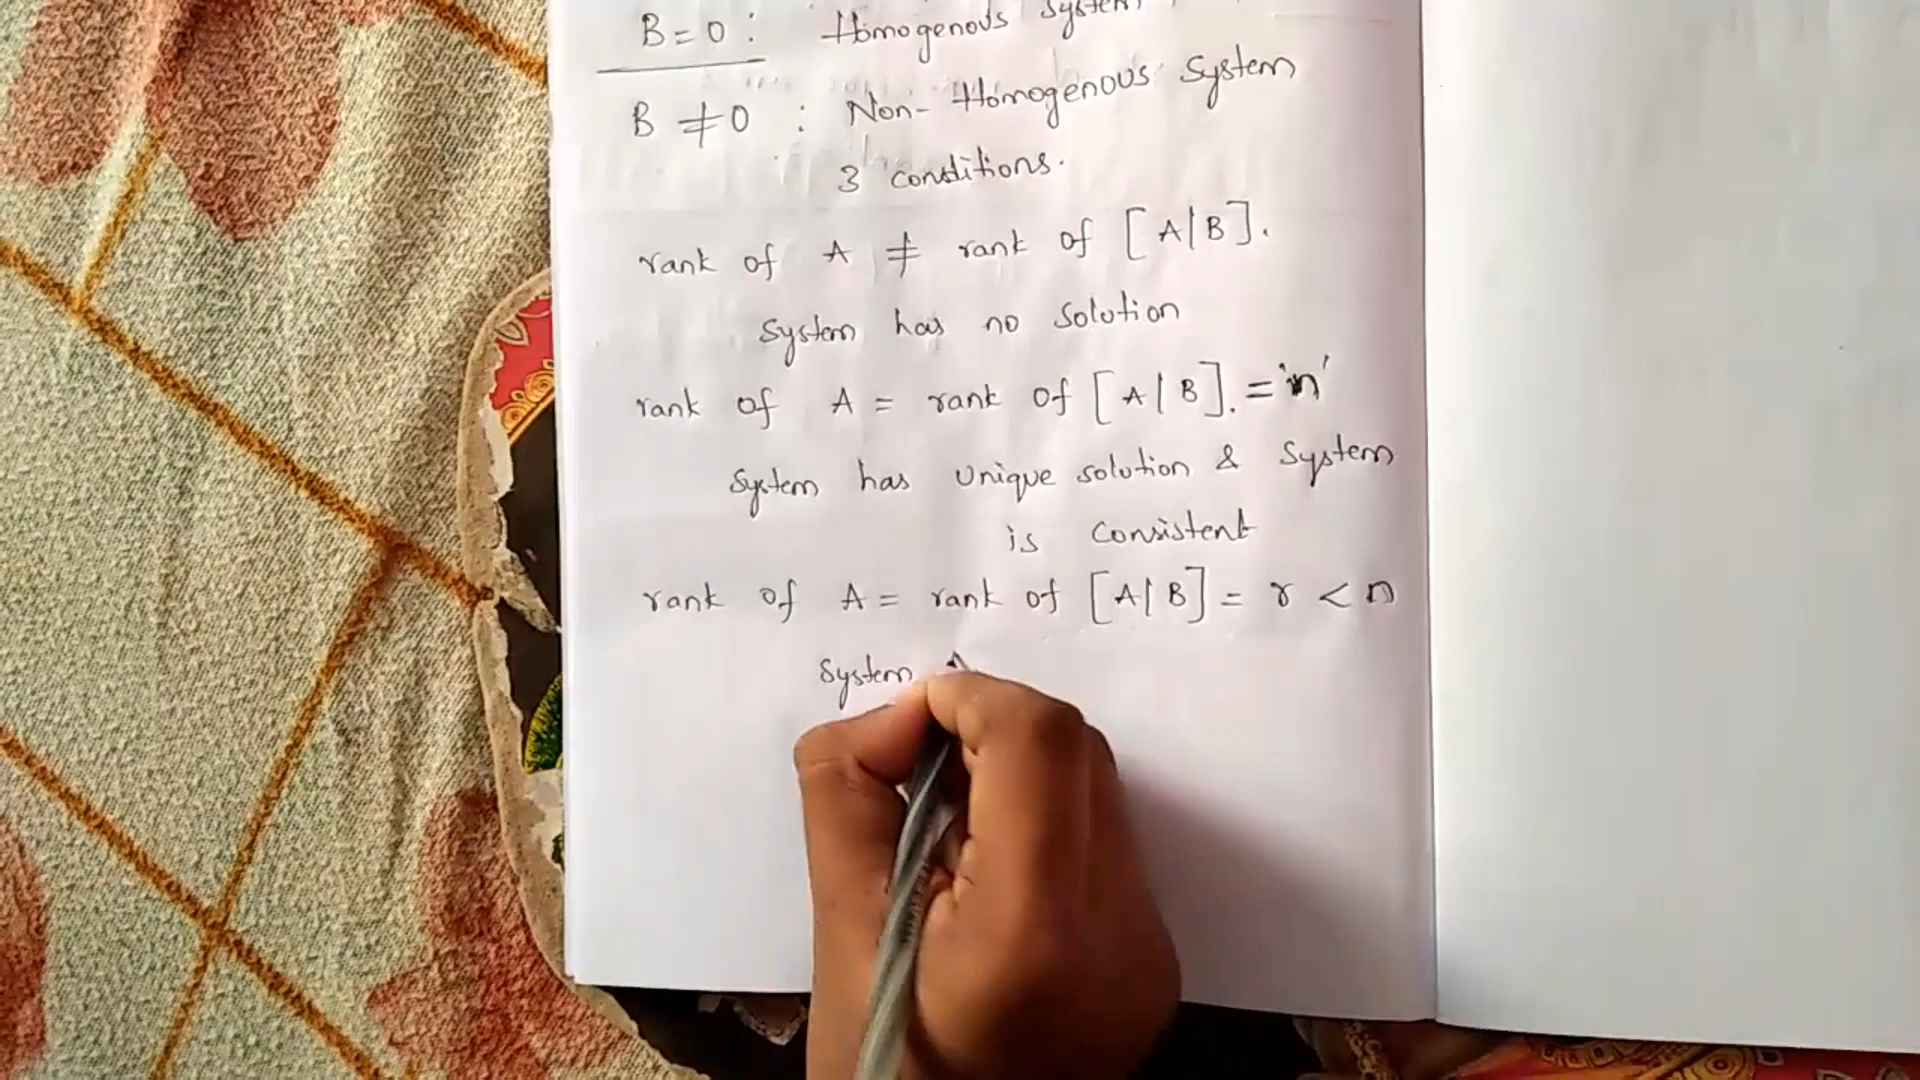 B = 0 : Homogenous System
B ≠ 0 : Non-Homogenous System
3 conditions.
rank of A ≠ rank of [A|B].
System has no solution
rank of A = rank of [A|B]. = 'n'
System has unique solution & System
is consistent
rank of A = rank of [A|B] = r < n
System